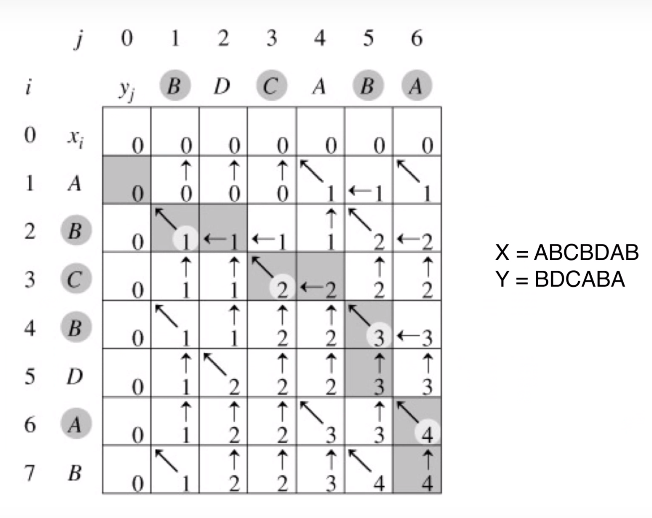 j 0 1 2 3 4 5 6
i yj B D C A B A
0 xi 0 0 0 0 0 0 0
1 A 0 0 0 0 1 1 1
2 B 0 1 1 1 1 2 2
3 C 0 1 1 2 2 2 2
4 B 0 1 1 2 2 3 3
5 D 0 1 2 2 2 3 3
6 A 0 1 2 2 3 3 4
7 B 0 1 2 2 3 4 4
X = ABCBDAB
Y = BDCABA